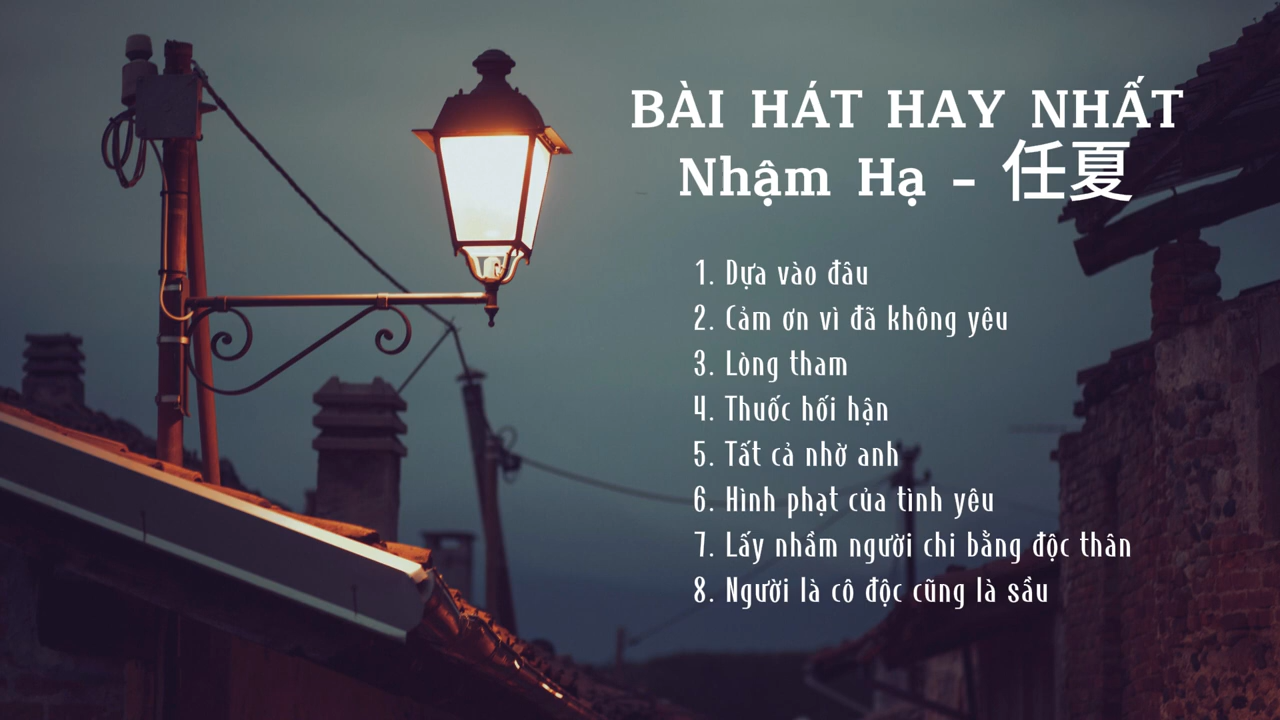 BÀI HÁT HAY NHẤT
Nhậm Hạ - 任夏
1. Dựa vào đâu
2. Cảm ơn vì đã không yêu
3. Lòng tham
4. Thuốc hối hận
5. Tất cả nhờ anh
6. Hình phạt của tình yêu
7. Lấy nhầm người chi bằng độc thân
8. Người là cô độc cũng là sầu